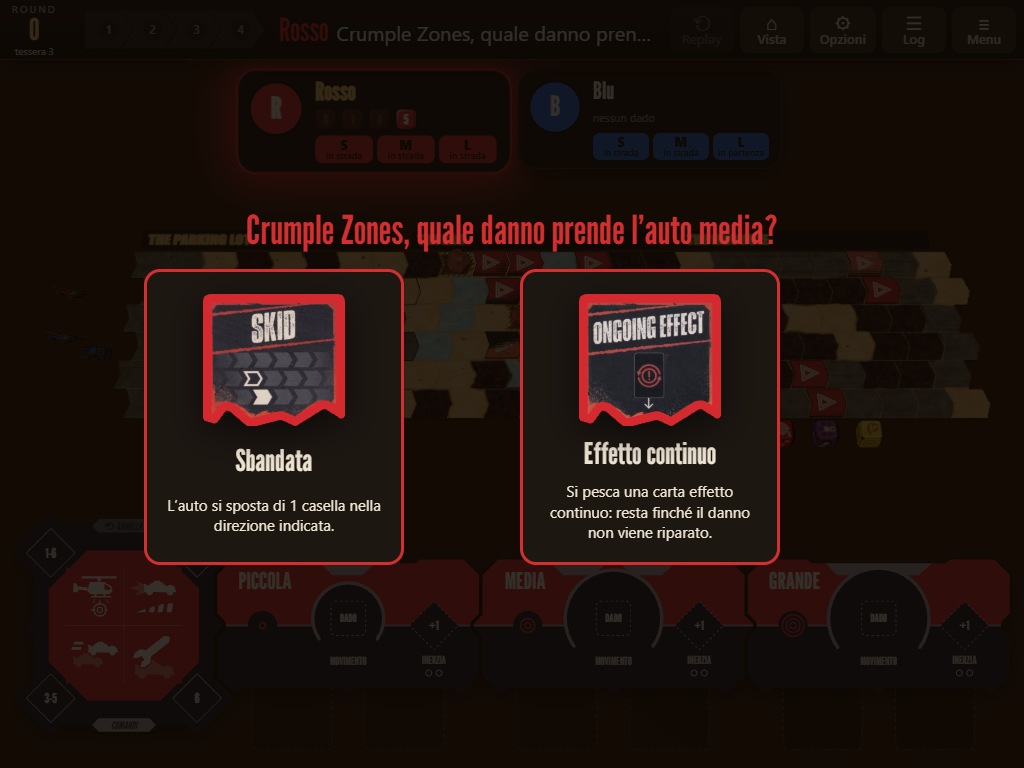 ROUND
0
tessera 3
1
2
3
4
Rosso Crumple Zones, quale danno pren...
Replay
Vista
Opzioni
Log
Menu
R
Rosso
5
S
in strada
M
in strada
L
in strada
B
Blu
nessun dado
S
in strada
M
in strada
L
in partenza
THE PARKING LOT
Crumple Zones, quale danno prende l'auto media?
SKID
Sbandata
L'auto si sposta di 1 casella nella
direzione indicata.
ONGOING EFFECT
Effetto continuo
Si pesca una carta effetto
continuo: resta finché il danno
non viene riparato.
1-6
3-5
6
COMANDI
PICCOLA
DADO
+1
MOVIMENTO
INERZIA
MEDIA
DADO
+1
MOVIMENTO
INERZIA
GRANDE
DADO
+1
MOVIMENTO
INERZIA